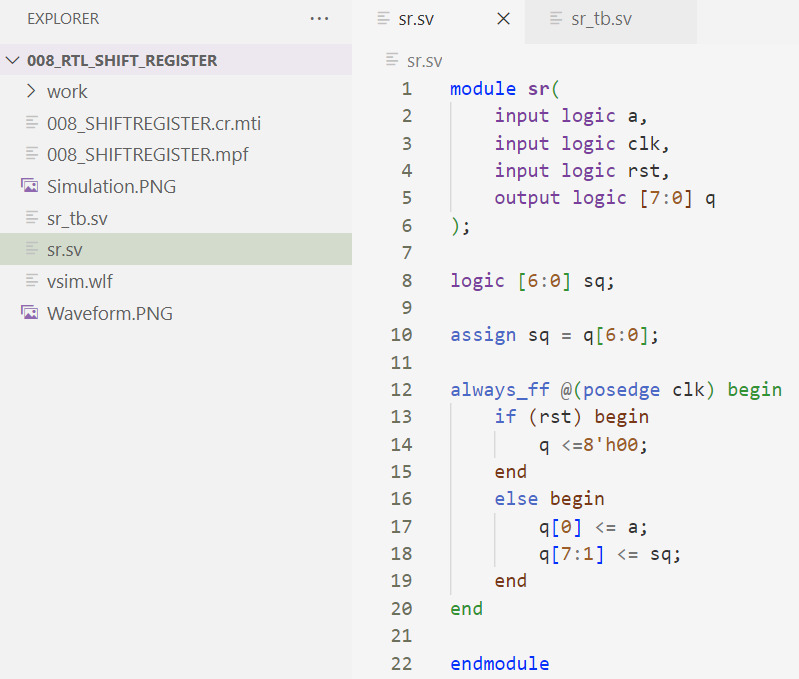 EXPLORER ···
008_RTL_SHIFT_REGISTER
work
008_SHIFTREGISTER.cr.mti
008_SHIFTREGISTER.mpf
Simulation.PNG
sr_tb.sv
sr.sv
vsim.wlf
Waveform.PNG
sr.sv sr_tb.sv
sr.sv
1 module sr(
2     input logic a,
3     input logic clk,
4     input logic rst,
5     output logic [7:0] q
6 );
7
8 logic [6:0] sq;
9
10 assign sq = q[6:0];
11
12 always_ff @(posedge clk) begin
13     if (rst) begin
14         q <=8'h00;
15     end
16     else begin
17         q[0] <= a;
18         q[7:1] <= sq;
19     end
20 end
21
22 endmodule